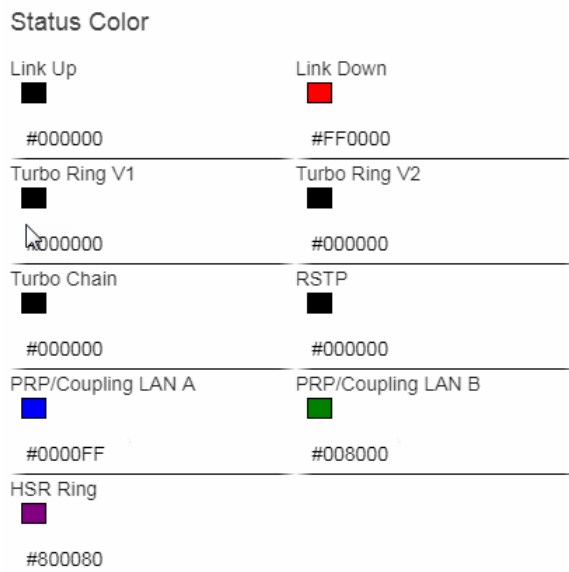 Status Color
Link Up Link Down
#000000 #FF0000
Turbo Ring V1 Turbo Ring V2
#000000 #000000
Turbo Chain RSTP
#000000 #000000
PRP/Coupling LAN A PRP/Coupling LAN B
#0000FF #008000
HSR Ring
#800080